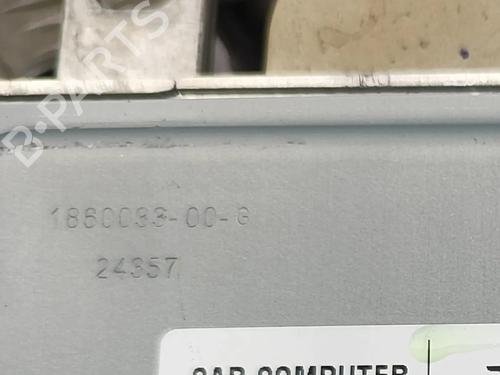 B-PARTS
1860033-00-G
24357
CAR COMPUTER